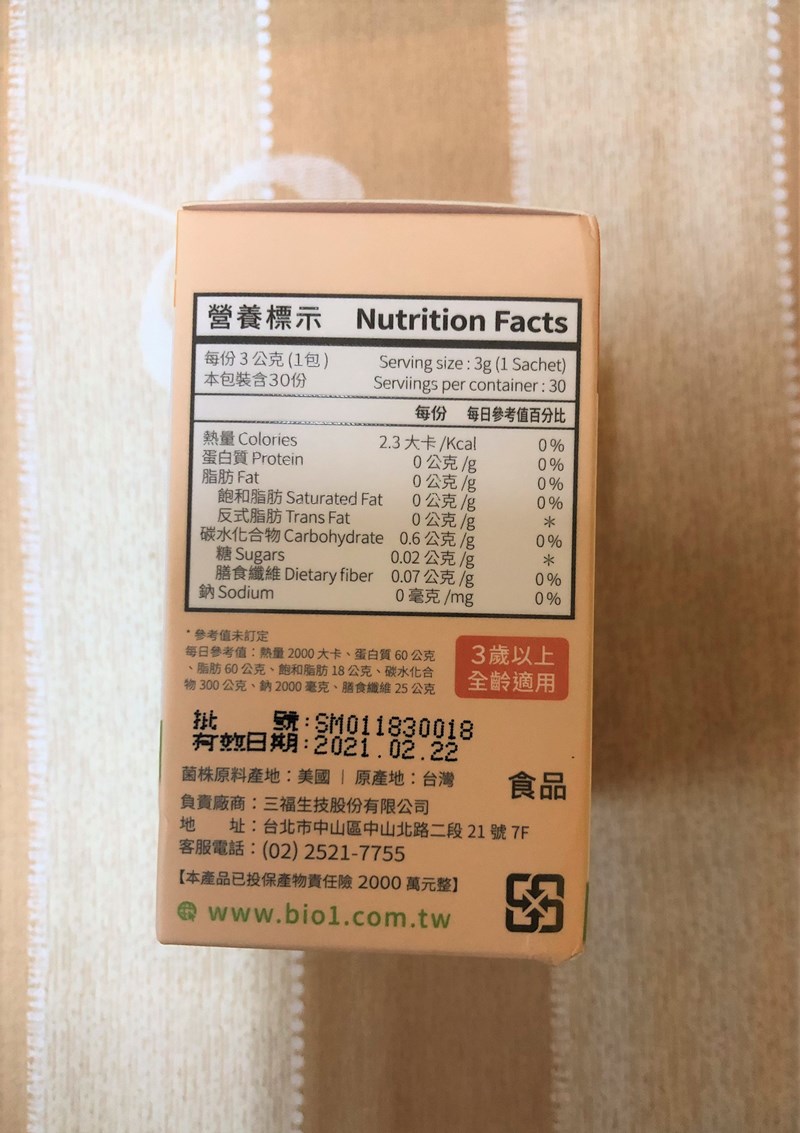 營養標示 Nutrition Facts
每份 3 公克 (1包) Serving size : 3g (1 Sachet)
本包裝含30份 Serviings per container : 30
每份 每日參考值百分比
熱量 Colories 2.3 大卡 /Kcal 0%
蛋白質 Protein 0 公克 /g 0%
脂肪 Fat 0 公克 /g 0%
飽和脂肪 Saturated Fat 0 公克 /g 0%
反式脂肪 Trans Fat 0 公克 /g *
碳水化合物 Carbohydrate 0.6 公克 /g 0%
糖 Sugars 0.02 公克 /g *
膳食纖維 Dietary fiber 0.07 公克 /g 0%
鈉 Sodium 0 毫克 /mg 0%
* 參考值未訂定
每日參考值：熱量 2000 大卡、蛋白質 60 公克
、脂肪 60 公克、飽和脂肪 18 公克、碳水化合
物 300 公克、鈉 2000 毫克、膳食纖維 25 公克
3歲以上
全齡適用
批號:SM011830018
有效日期:2021.02.22
菌株原料產地：美國 | 原產地：台灣
食品
負責廠商：三福生技股份有限公司
地址：台北市中山區中山北路二段 21 號 7F
客服電話：(02) 2521-7755
【本產品已投保產物責任險 2000 萬元整】
www.bio1.com.tw